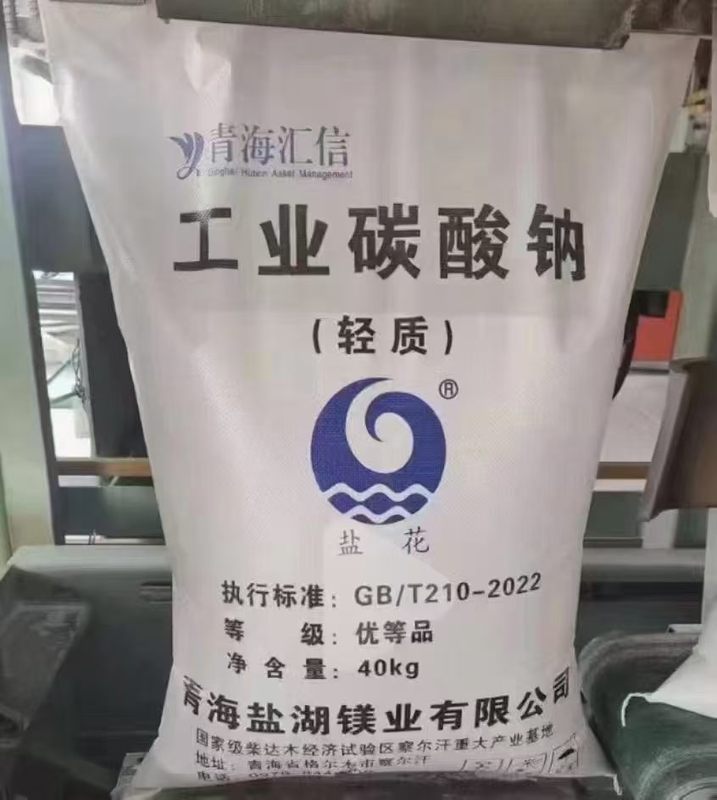 青海汇信
Qinghai Huixin Asset Management
工业碳酸钠
(轻质)
®
盐 花
执行标准: GB/T210-2022
等 级: 优等品
净 含 量: 40kg
青海盐湖镁业有限公司
国家级柴达木经济试验区察尔汗重大产业基地
地址: 青海省格尔木市察尔汗
电话: 0979